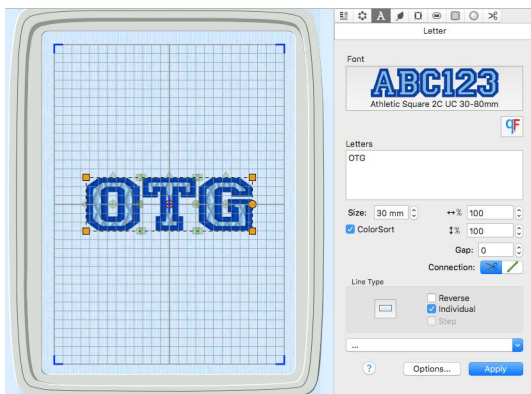 Letter
Font
ABC123
Athletic Square 2C UC 30-80mm
qF
Letters
OTG
OTG
Size: 30 mm ↔% 100
ColorSort ↕% 100
Gap: 0
Connection:
Line Type
Reverse
Individual
Step
...
? Options... Apply